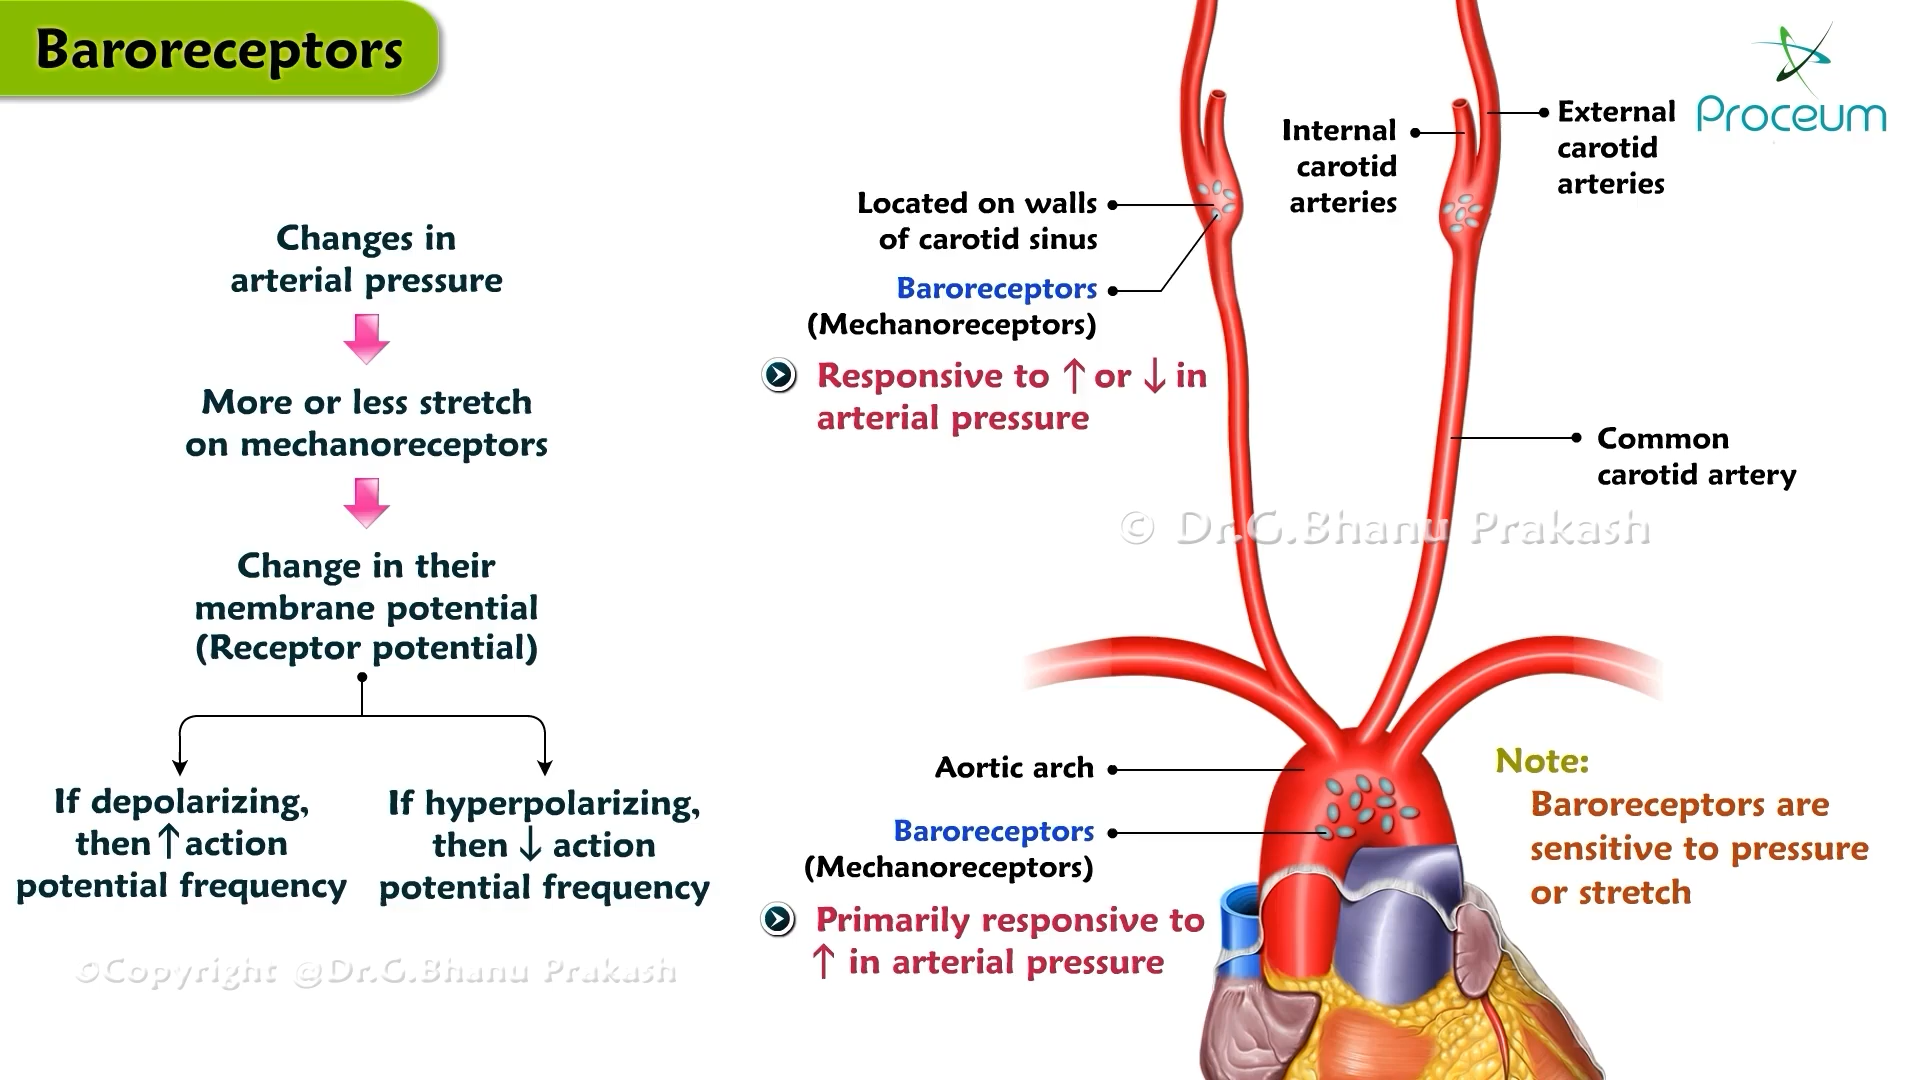 Baroreceptors
Proceum
Changes in
arterial pressure
More or less stretch
on mechanoreceptors
Change in their
membrane potential
(Receptor potential)
If depolarizing,
then ↑ action
potential frequency
If hyperpolarizing,
then ↓ action
potential frequency
©Copyright @Dr.G.Bhanu Prakash
Internal
carotid
arteries
External
carotid
arteries
Located on walls
of carotid sinus
Baroreceptors
(Mechanoreceptors)
Responsive to ↑ or ↓ in
arterial pressure
Common
carotid artery
© Dr.G.Bhanu Prakash
Aortic arch
Baroreceptors
(Mechanoreceptors)
Primarily responsive to
↑ in arterial pressure
Note:
Baroreceptors are
sensitive to pressure
or stretch